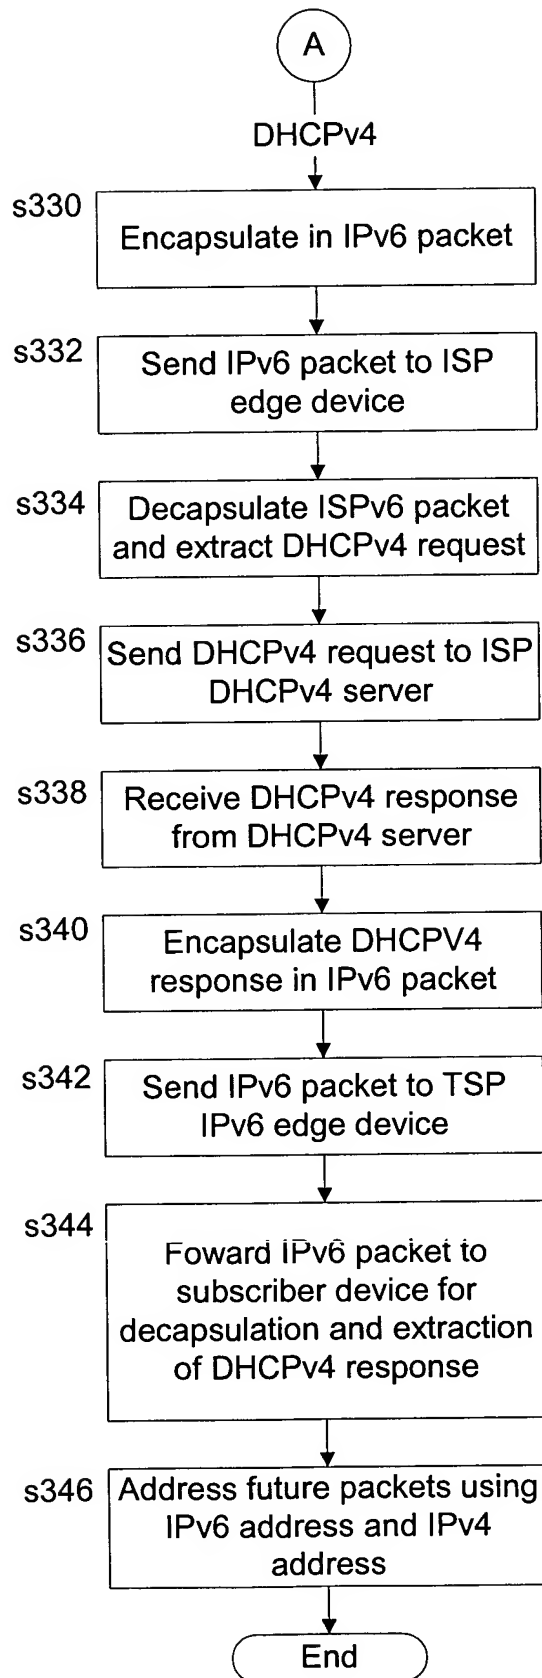 A
DHCPv4
s330
Encapsulate in IPv6 packet
s332
Send IPv6 packet to ISP
edge device
s334
Decapsulate ISPv6 packet
and extract DHCPv4 request
s336
Send DHCPv4 request to ISP
DHCPv4 server
s338
Receive DHCPv4 response
from DHCPv4 server
s340
Encapsulate DHCPV4
response in IPv6 packet
s342
Send IPv6 packet to TSP
IPv6 edge device
s344
Foward IPv6 packet to
subscriber device for
decapsulation and extraction
of DHCPv4 response
s346
Address future packets using
IPv6 address and IPv4
address
End